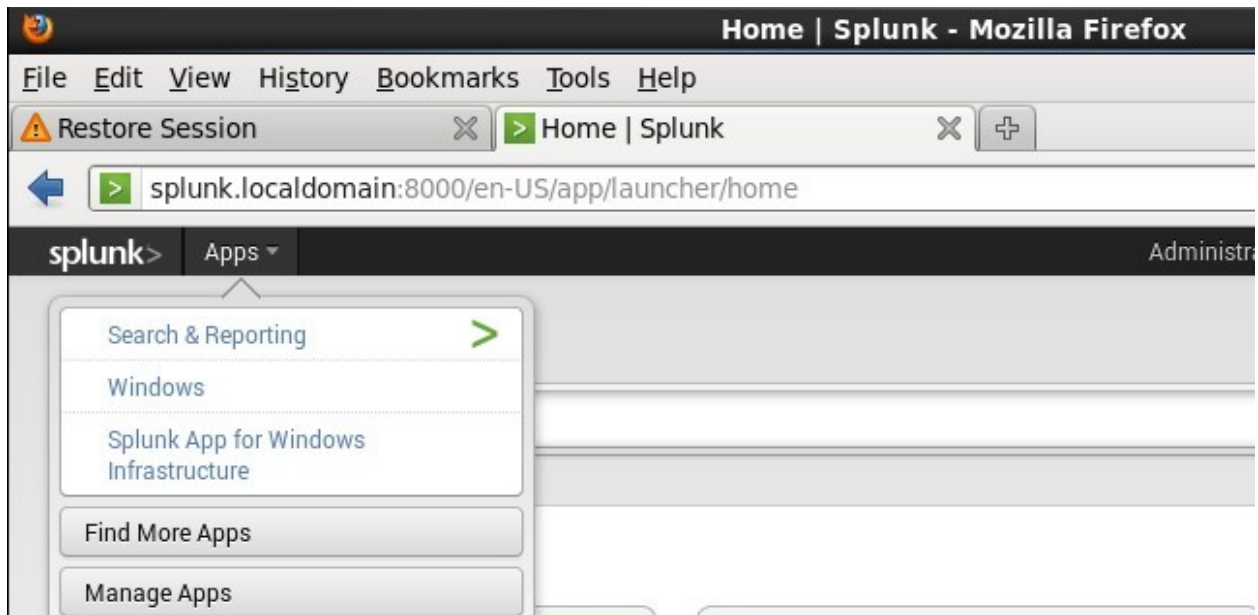 Home | Splunk - Mozilla Firefox
File Edit View History Bookmarks Tools Help
Restore Session Home | Splunk
splunk.localdomain:8000/en-US/app/launcher/home
splunk> Apps
Search & Reporting >
Windows
Splunk App for Windows
Infrastructure
Find More Apps
Manage Apps